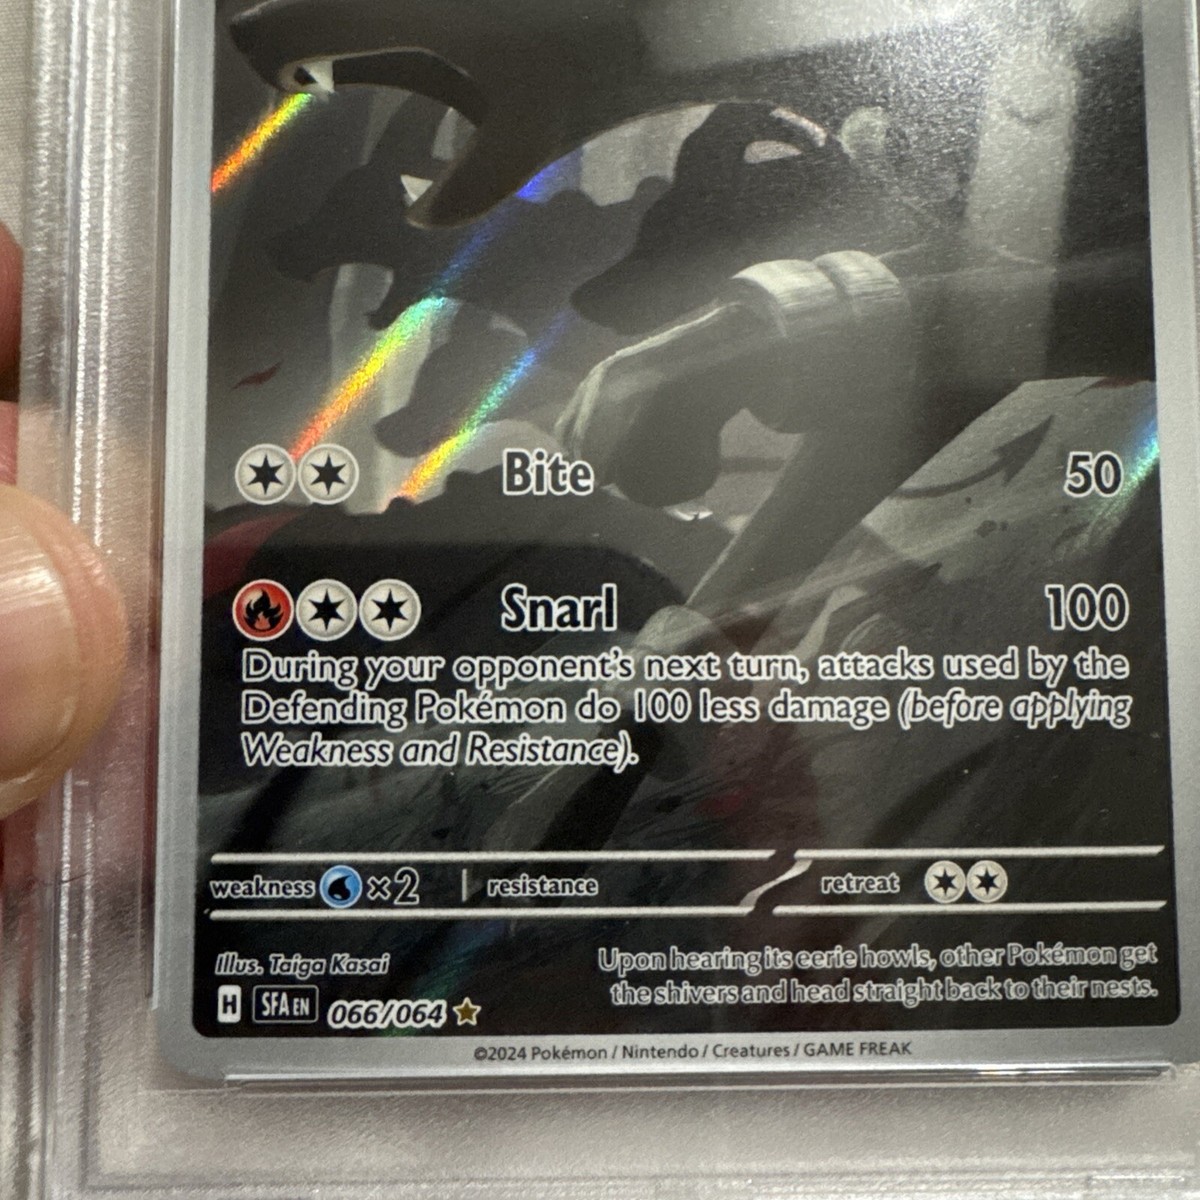 Bite 50
Snarl 100
During your opponent's next turn, attacks used by the
Defending Pokémon do 100 less damage (before applying
Weakness and Resistance).
weakness ×2 resistance retreat
Illus. Taiga Kasai
Upon hearing its eerie howls, other Pokémon get
the shivers and head straight back to their nests.
H SFA EN 066/064
©2024 Pokémon / Nintendo / Creatures / GAME FREAK